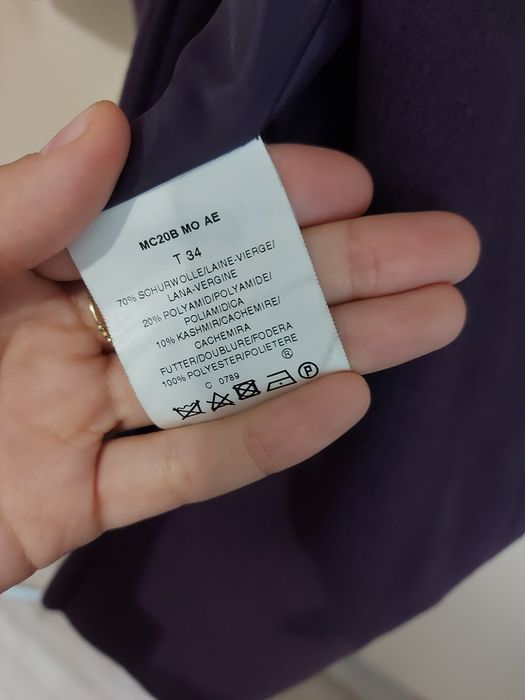 MC20B MO AE
T 34
70% SCHURWOLLE/LAINE-VIERGE/
LANA-VERGINE
20% POLYAMID/POLYAMIDE/
POLIAMIDICA
10% KASHMIR/CACHEMIRE/
CACHEMIRA
FUTTER/DOUBLURE/FODERA
100% POLYESTER/POLIETERE
C 0789 ®
P